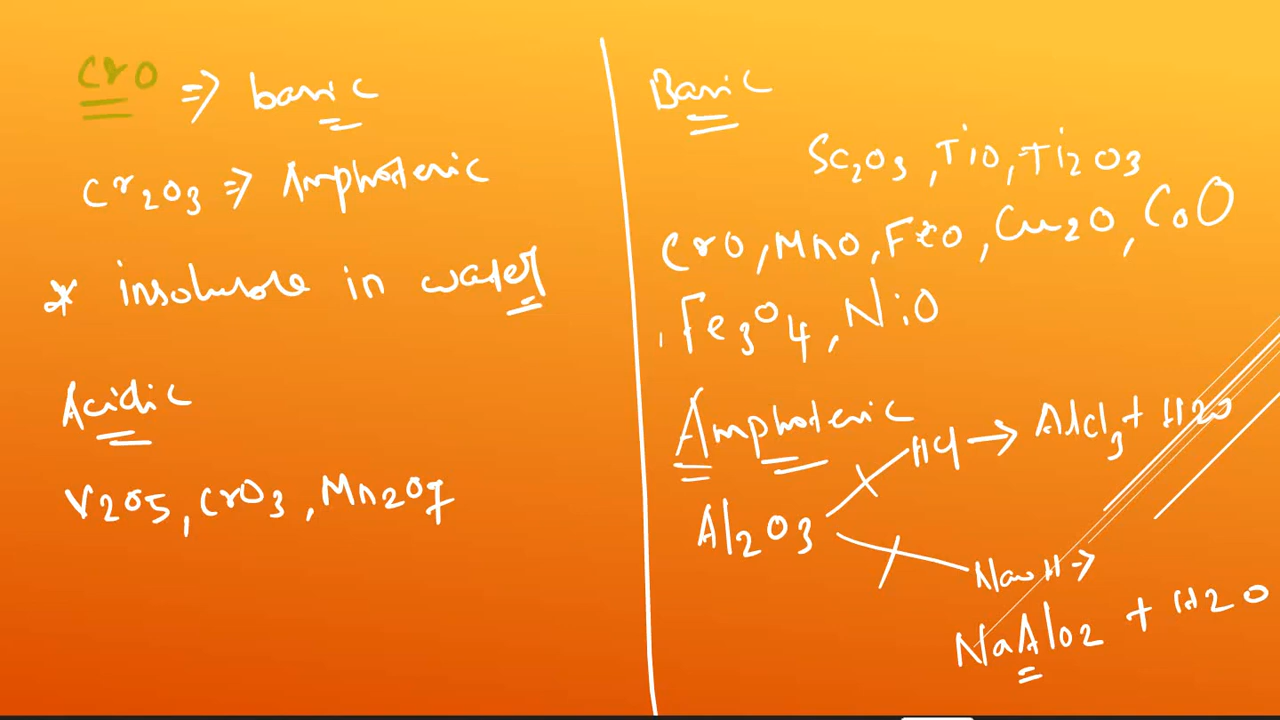 CrO ⇒ basic
Cr2O3 ⇒ Amphoteric
* in water
Acidic
V2O5, CrO3, Mn2O7
Basic
Sc2O3, TiO, Ti2O3
CrO, MnO, FeO, Cu2O, CoO
, Fe3O4, NiO
Amphoteric
HCl → AlCl3 + H2O
Al2O3
NaOH →
NaAlO2 + H2O